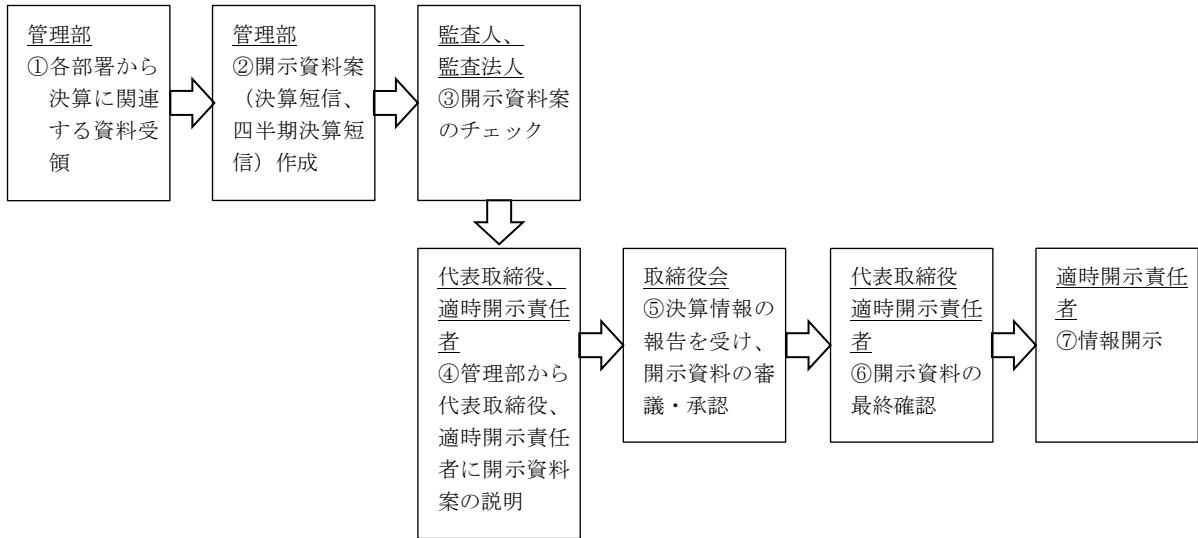 管理部
①各部署から
決算に関連
する資料受
領
管理部
②開示資料案
(決算短信、
四半期決算短
信)作成
監査人、
監査法人
③開示資料案
のチェック
代表取締役、
適時開示責任
者
④管理部から
代表取締役、
適時開示責任
者に開示資料
案の説明
取締役会
⑤決算情報の
報告を受け、
開示資料の審
議・承認
代表取締役
適時開示責任
者
⑥開示資料の
最終確認
適時開示責任
者
⑦情報開示